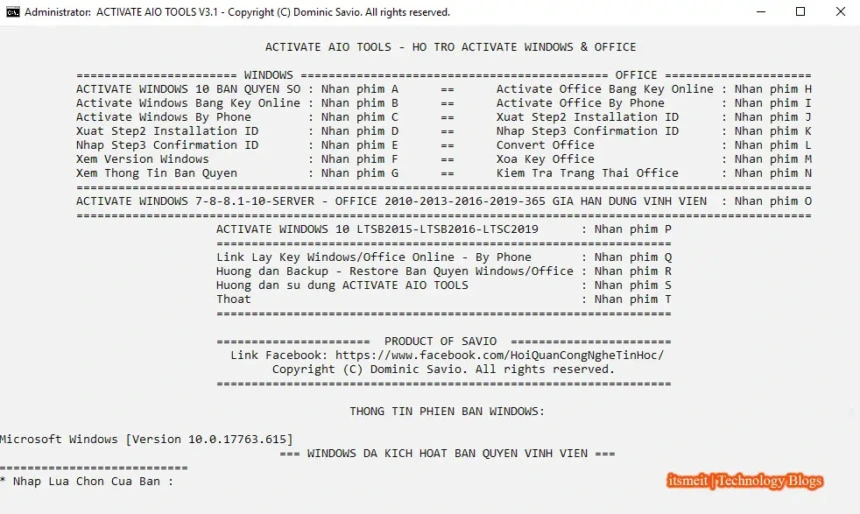 Administrator: ACTIVATE AIO TOOLS V3.1 - Copyright (C) Dominic Savio. All rights reserved.
ACTIVATE AIO TOOLS - HO TRO ACTIVATE WINDOWS & OFFICE
======================= WINDOWS ============================================ OFFICE =====================
ACTIVATE WINDOWS 10 BAN QUYEN SO : Nhan phim A == Activate Office Bang Key Online : Nhan phim H
Activate Windows Bang Key Online : Nhan phim B == Activate Office By Phone : Nhan phim I
Activate Windows By Phone : Nhan phim C == Xuat Step2 Installation ID : Nhan phim J
Xuat Step2 Installation ID : Nhan phim D == Nhap Step3 Confirmation ID : Nhan phim K
Nhap Step3 Confirmation ID : Nhan phim E == Convert Office : Nhan phim L
Xem Version Windows : Nhan phim F == Xoa Key Office : Nhan phim M
Xem Thong Tin Ban Quyen : Nhan phim G == Kiem Tra Trang Thai Office : Nhan phim N
=========================================================================================================
ACTIVATE WINDOWS 7-8-8.1-10-SERVER - OFFICE 2010-2013-2016-2019-365 GIA HAN DUNG VINH VIEN : Nhan phim O
=========================================================================================================
ACTIVATE WINDOWS 10 LTSB2015-LTSB2016-LTSC2019 : Nhan phim P
=================================================================
Link Lay Key Windows/Office Online - By Phone : Nhan phim Q
Huong dan Backup - Restore Ban Quyen Windows/Office : Nhan phim R
Huong dan su dung ACTIVATE AIO TOOLS : Nhan phim S
Thoat : Nhan phim T
=================================================================
====================== PRODUCT OF SAVIO =======================
Link Facebook: https://www.facebook.com/HoiQuanCongNgheTinHoc/
Copyright (C) Dominic Savio. All rights reserved.
=================================================================
THONG TIN PHIEN BAN WINDOWS:
Microsoft Windows [Version 10.0.17763.615]
=== WINDOWS DA KICH HOAT BAN QUYEN VINH VIEN ===
===========================
* Nhap Lua Chon Cua Ban :
itsmeit | Technology Blogs